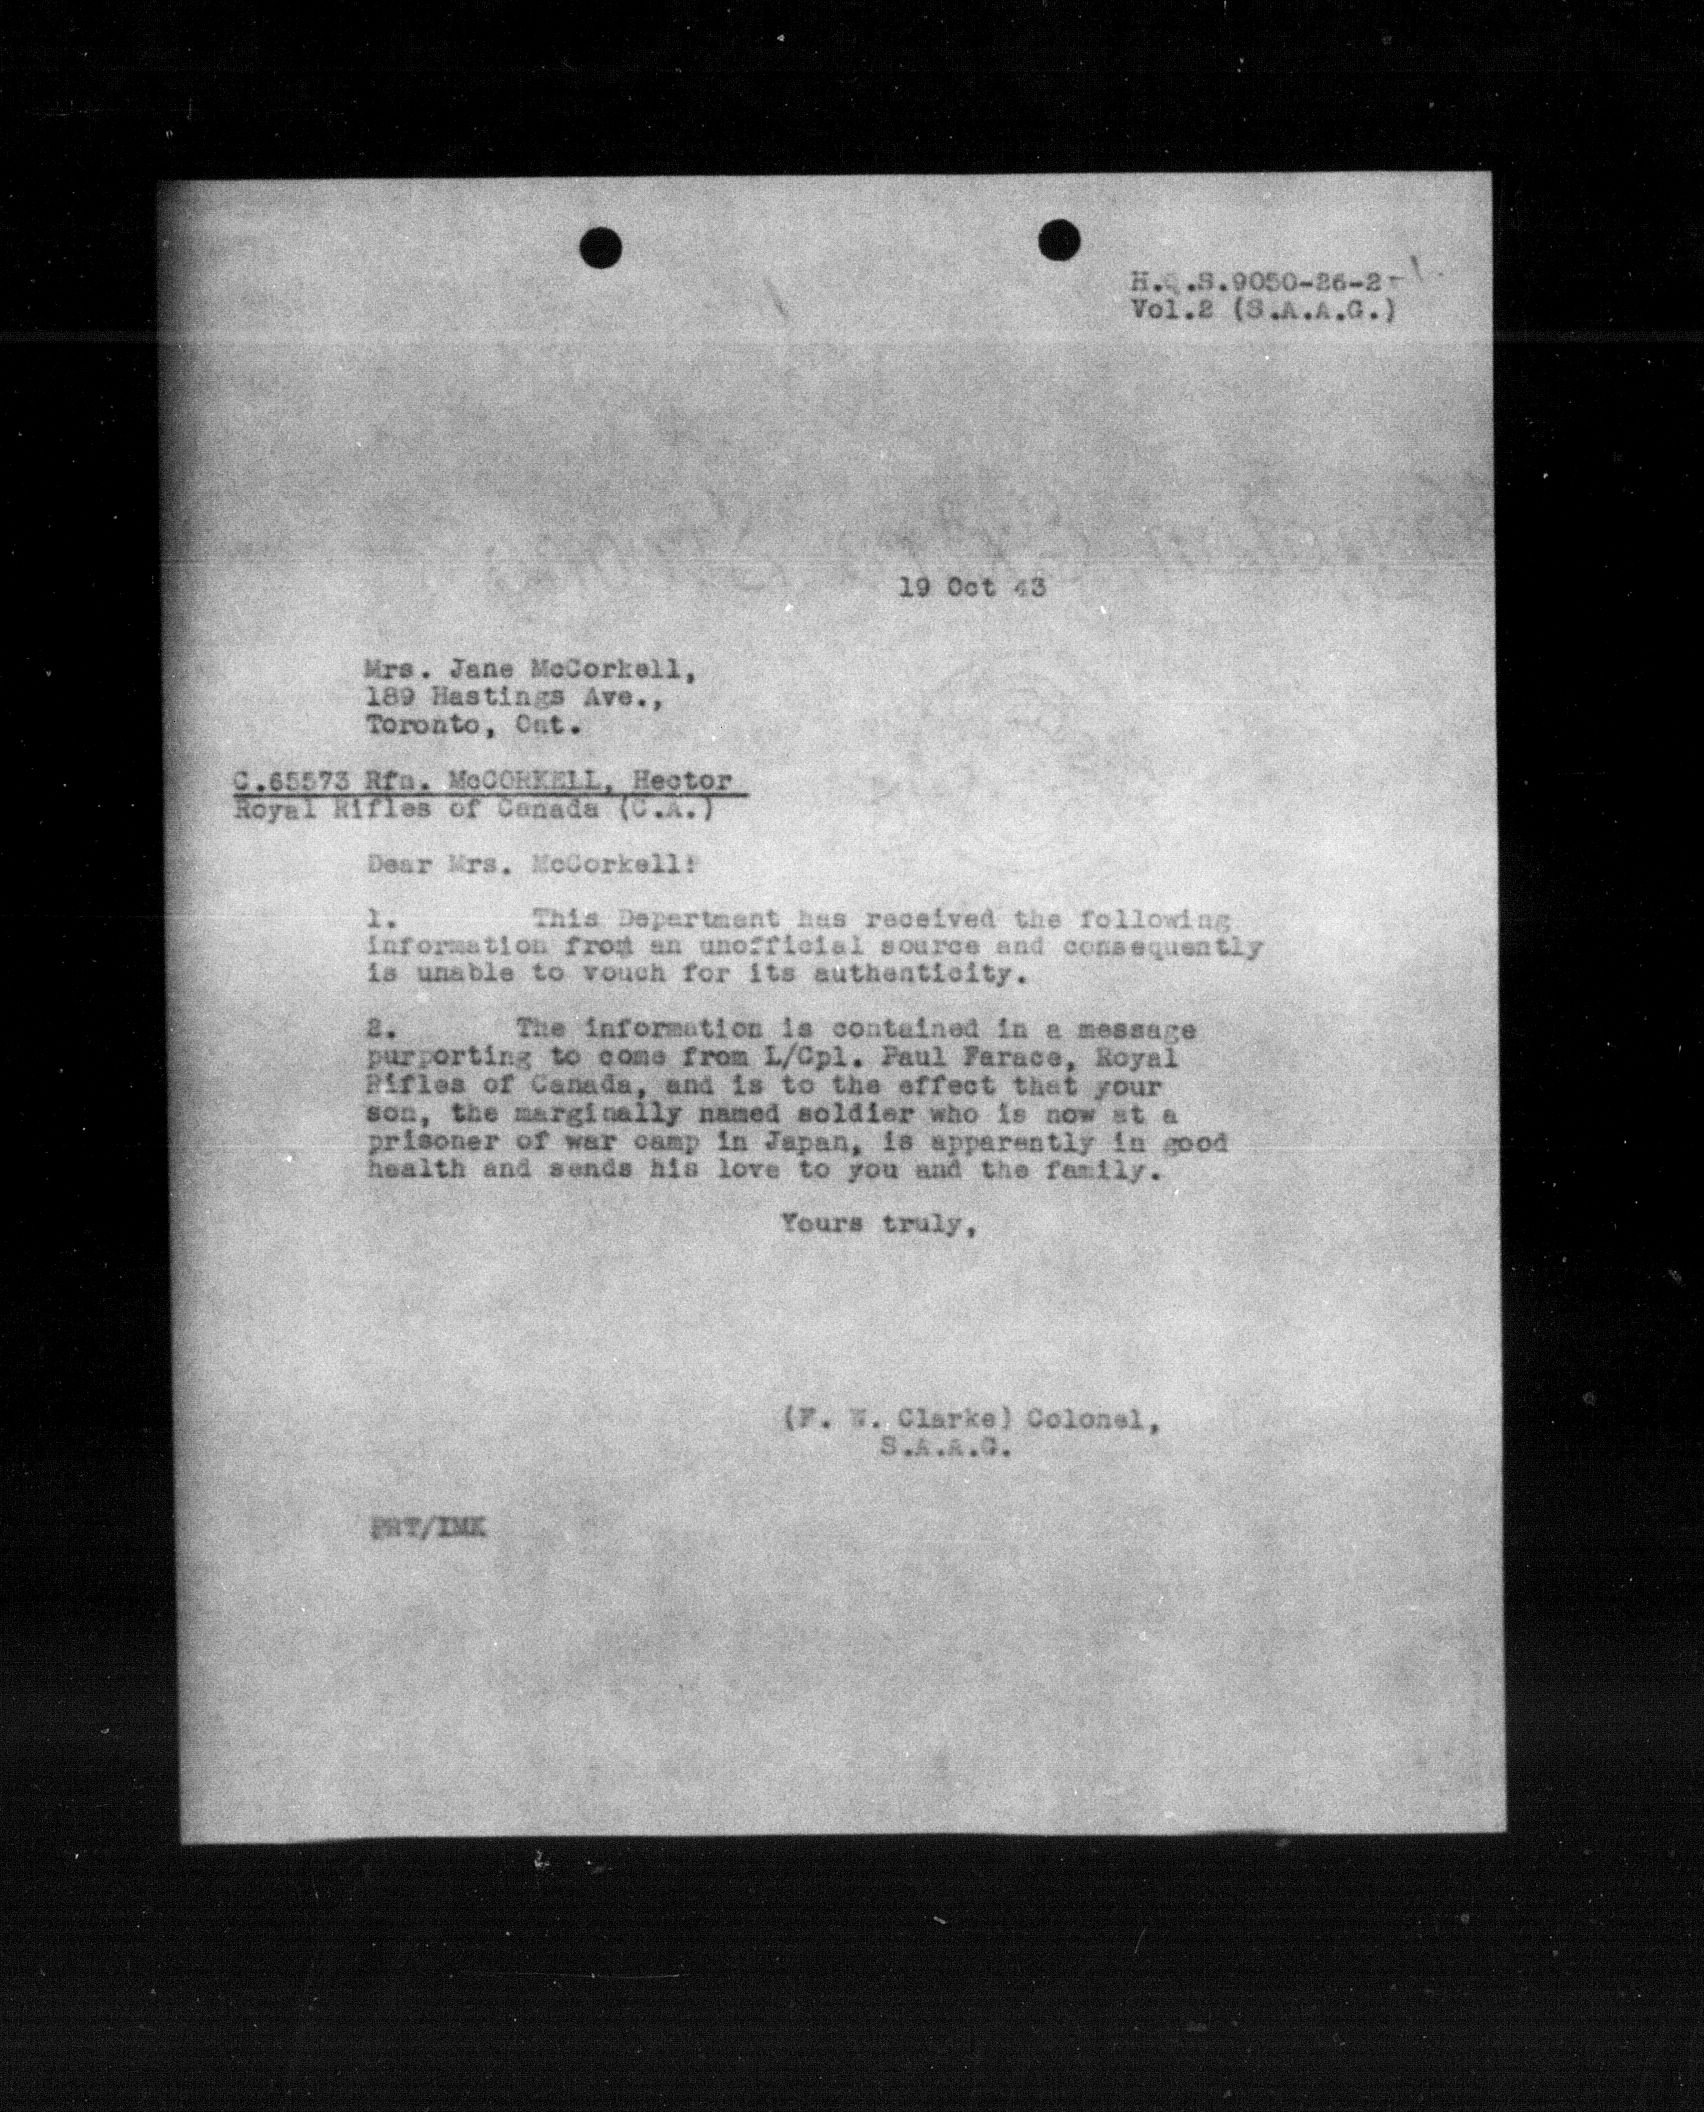 H.Q.S.9050-26-2-1
Vol.2 (S.A.A.G.)
19 Oct 43
Mrs. Jane McCorkell,
189 Hastings Ave.,
Toronto, Ont.
C.65573 Rfn. McCORKELL, Hector
Royal Rifles of Canada (C.A.)
Dear Mrs. McCorkell:
1. This Department has received the following
information from an unofficial source and consequently
is unable to vouch for its authenticity.
2. The information is contained in a message
purporting to come from L/Cpl. Paul Farace, Royal
Rifles of Canada, and is to the effect that your
son, the marginally named soldier who is now at a
prisoner of war camp in Japan, is apparently in good
health and sends his love to you and the family.
Yours truly,
(F. W. Clarke) Colonel,
S.A.A.G.
PRT/IMK